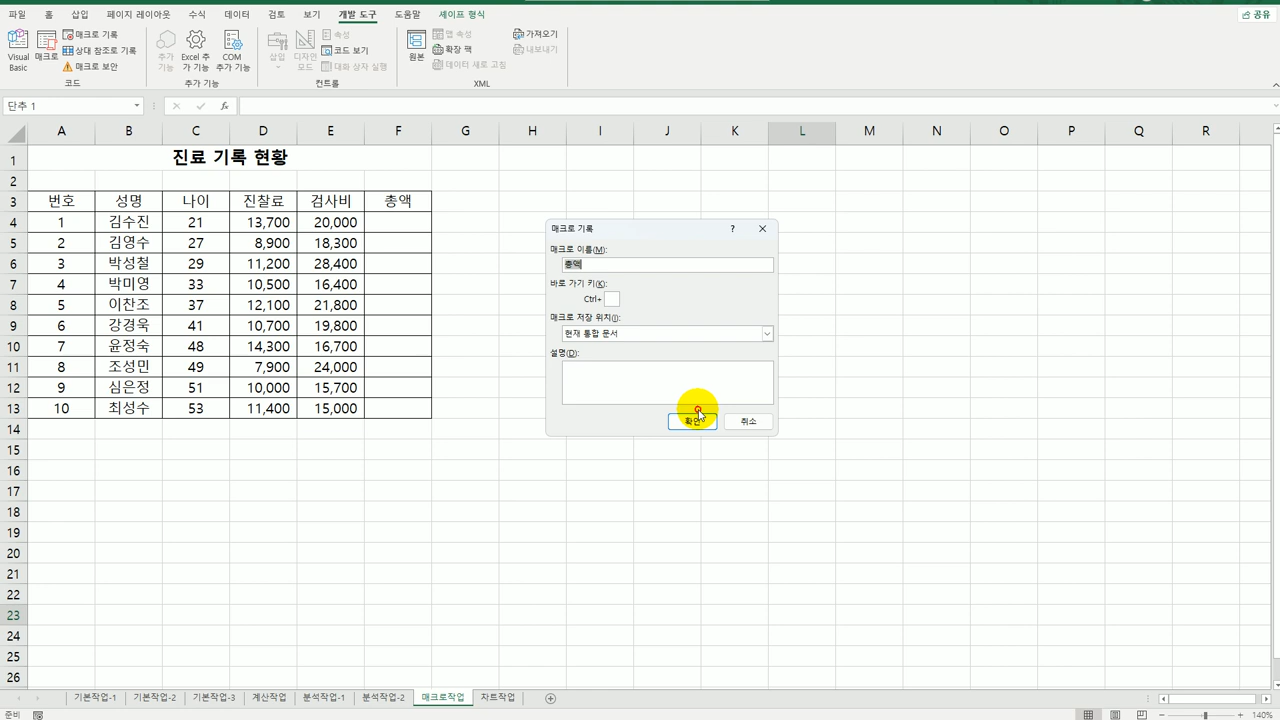 파일 홈 삽입 페이지 레이아웃 수식 데이터 검토 보기 개발 도구 도움말 셰이프 형식 공유
Visual Basic 매크로 매크로 기록 상대 참조로 기록 매크로 보안 코드
추가 기능 Excel 추가 기능 COM 추가 기능 추가 기능
삽입 디자인 모드 속성 코드 보기 대화 상자 실행 컨트롤
원본 맵 속성 확장 팩 데이터 새로 고침 가져오기 내보내기 XML
단추 1 fx
A B C D E F G H I J K L M N O P Q R
1 진료 기록 현황
2
3 번호 성명 나이 진찰료 검사비 총액
4 1 김수진 21 13,700 20,000
5 2 김영수 27 8,900 18,300
6 3 박성철 29 11,200 28,400
7 4 박미영 33 10,500 16,400
8 5 이찬조 37 12,100 21,800
9 6 강경욱 41 10,700 19,800
10 7 윤정숙 48 14,300 16,700
11 8 조성민 49 7,900 24,000
12 9 심은정 51 10,000 15,700
13 10 최성수 53 11,400 15,000
14
15
16
17
18
19
20
21
22
23
24
25
26
매크로 기록 ?
매크로 이름(M):
총액
바로 가기 키(K):
Ctrl+
매크로 저장 위치(I):
현재 통합 문서
설명(D):
확인 취소
기본작업-1 기본작업-2 기본작업-3 계산작업 분석작업-1 분석작업-2 매크로작업 차트작업
준비 140%